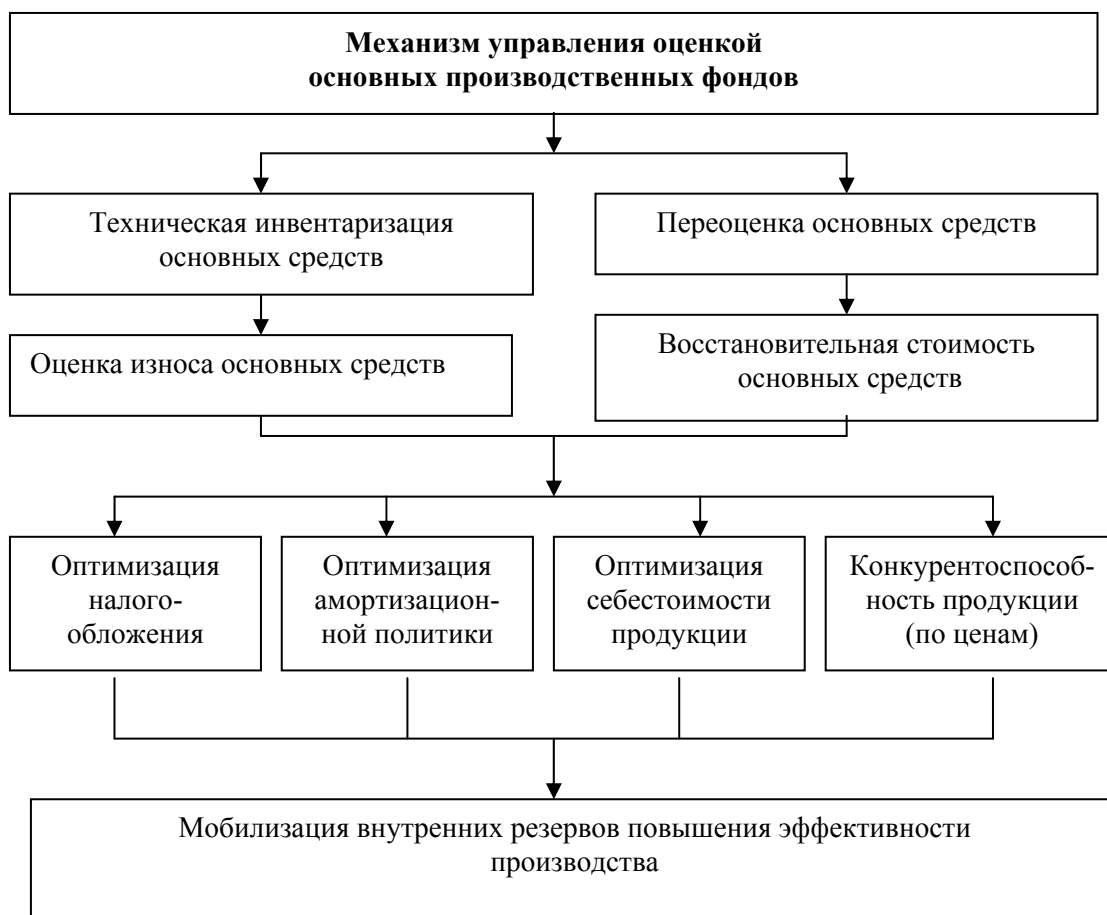 Механизм управления оценкой
основных производственных фондов
Техническая инвентаризация
основных средств
Переоценка основных средств
Оценка износа основных средств
Восстановительная стоимость
основных средств
Оптимизация
налого-
обложения
Оптимизация
амортизацион-
ной политики
Оптимизация
себестоимости
продукции
Конкурентоспособ-
ность продукции
(по ценам)
Мобилизация внутренних резервов повышения эффективности
производства